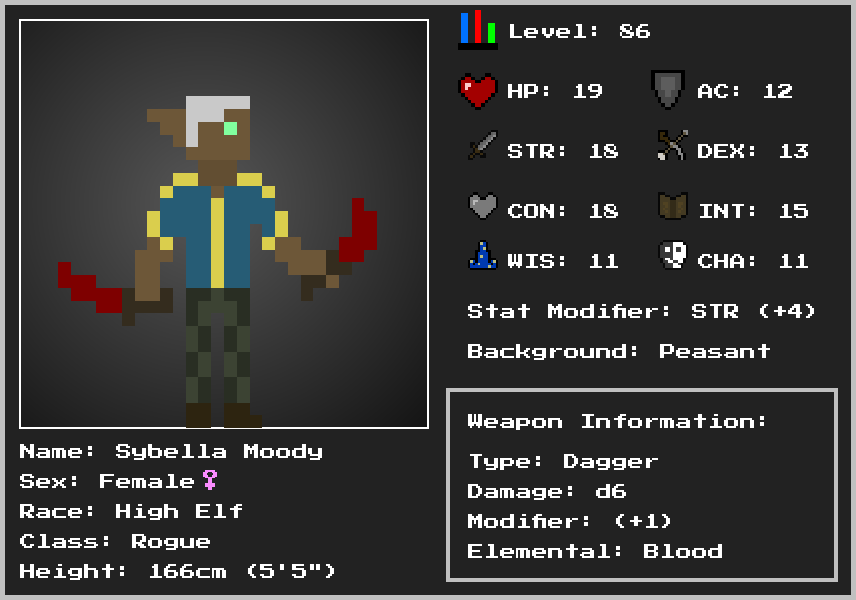 Level: 86
HP: 19
AC: 12
STR: 18
DEX: 13
CON: 18
INT: 15
WIS: 11
CHA: 11
Stat Modifier: STR (+4)
Background: Peasant
Weapon Information:
Type: Dagger
Damage: d6
Modifier: (+1)
Elemental: Blood
Name: Sybella Moody
Sex: Female♀
Race: High Elf
Class: Rogue
Height: 166cm (5'5")